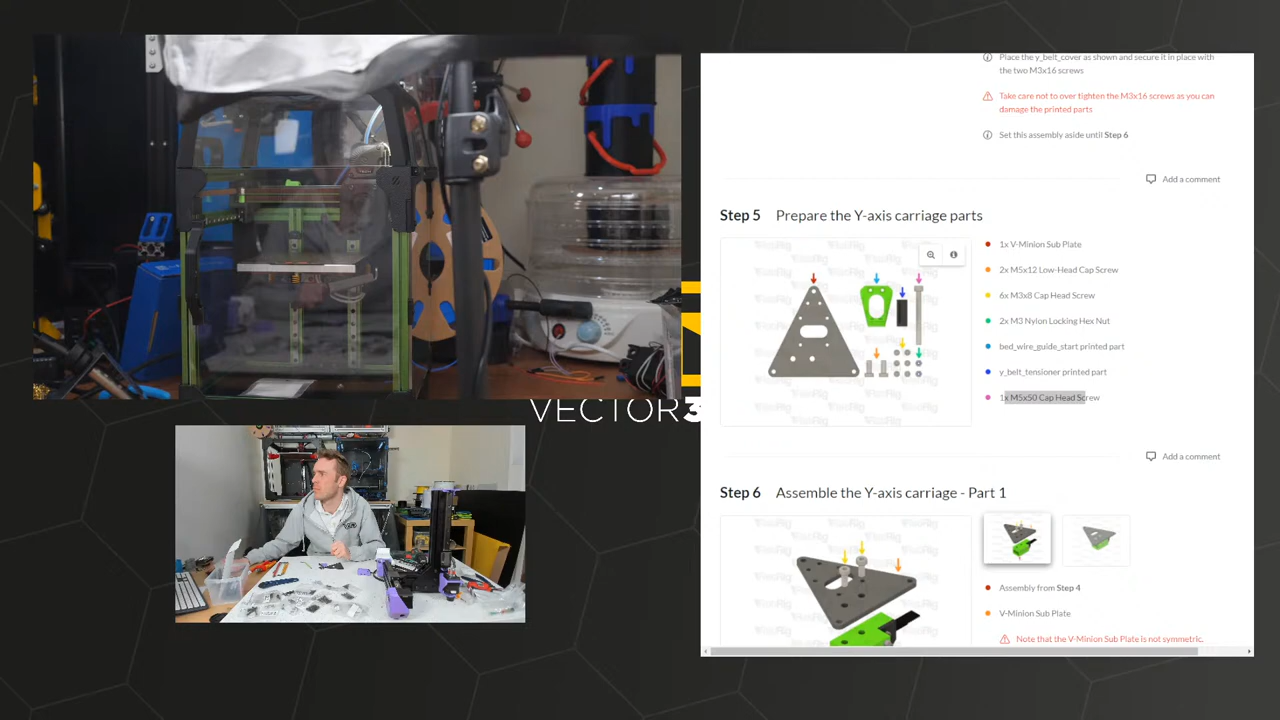 Place the y_belt_cover as shown and secure it in place with
the two M3x16 screws
Take care not to over tighten the M3x16 screws as you can
damage the printed parts
Set this assembly aside until Step 6
Add a comment
Step 5 Prepare the Y-axis carriage parts
1x V-Minion Sub Plate
2x M5x12 Low-Head Cap Screw
6x M3x8 Cap Head Screw
2x M3 Nylon Locking Hex Nut
bed_wire_guide_start printed part
y_belt_tensioner printed part
1x M5x50 Cap Head Screw
VECTOR3
Add a comment
Step 6 Assemble the Y-axis carriage - Part 1
Assembly from Step 4
V-Minion Sub Plate
Note that the V-Minion Sub Plate is not symmetric.